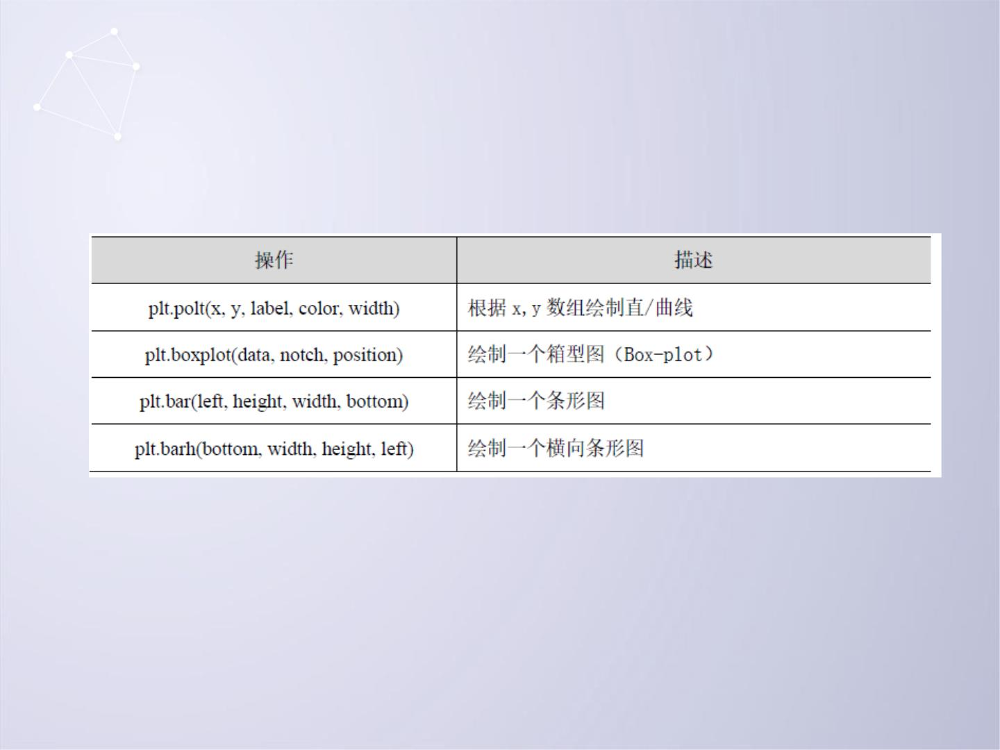 操作 描述
plt.polt(x, y, label, color, width) 根据 x,y 数组绘制直/曲线
plt.boxplot(data, notch, position) 绘制一个箱型图（Box-plot）
plt.bar(left, height, width, bottom) 绘制一个条形图
plt.barh(bottom, width, height, left) 绘制一个横向条形图